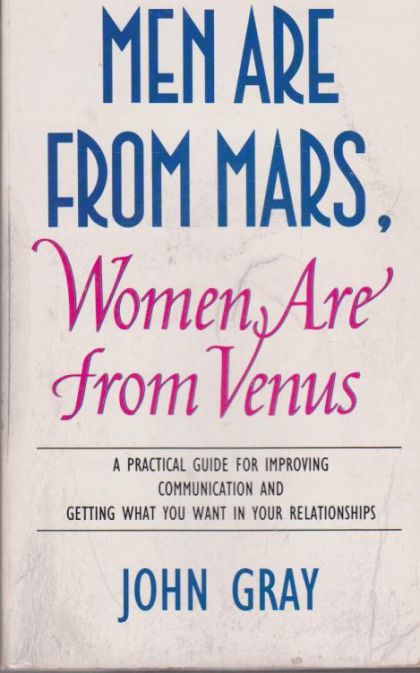 MEN ARE
FROM MARS,
Women Are
from Venus
A PRACTICAL GUIDE FOR IMPROVING
COMMUNICATION AND
GETTING WHAT YOU WANT IN YOUR RELATIONSHIPS
JOHN GRAY